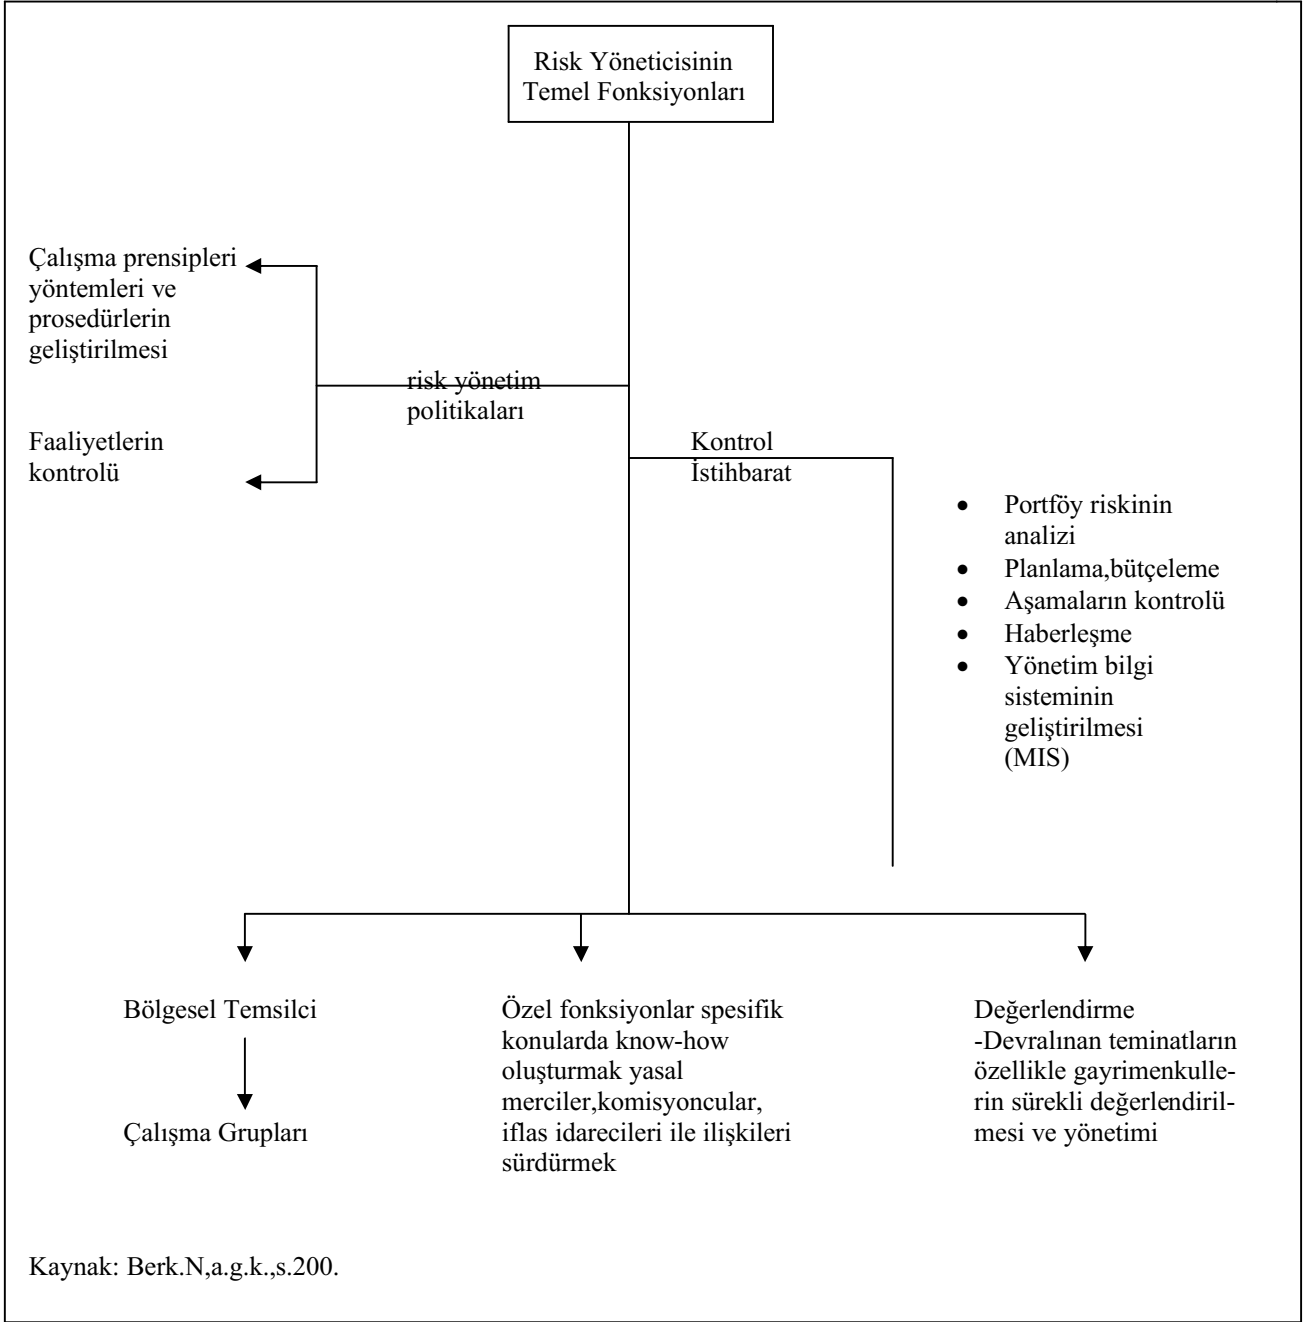 Risk Yöneticisinin
Temel Fonksiyonları
Çalışma prensipleri
yöntemleri ve
prosedürlerin
geliştirilmesi
risk yönetim
politikaları
Faaliyetlerin
kontrolü
Kontrol
İstihbarat
• Portföy riskinin
analizi
• Planlama,bütçeleme
• Aşamaların kontrolü
• Haberleşme
• Yönetim bilgi
sisteminin
geliştirilmesi
(MIS)
Bölgesel Temsilci
Çalışma Grupları
Özel fonksiyonlar spesifik
konularda know-how
oluşturmak yasal
merciler,komisyoncular,
iflas idarecileri ile ilişkileri
sürdürmek
Değerlendirme
-Devralınan teminatların
özellikle gayrimenkulle-
rin sürekli değerlendiril-
mesi ve yönetimi
Kaynak: Berk.N,a.g.k.,s.200.